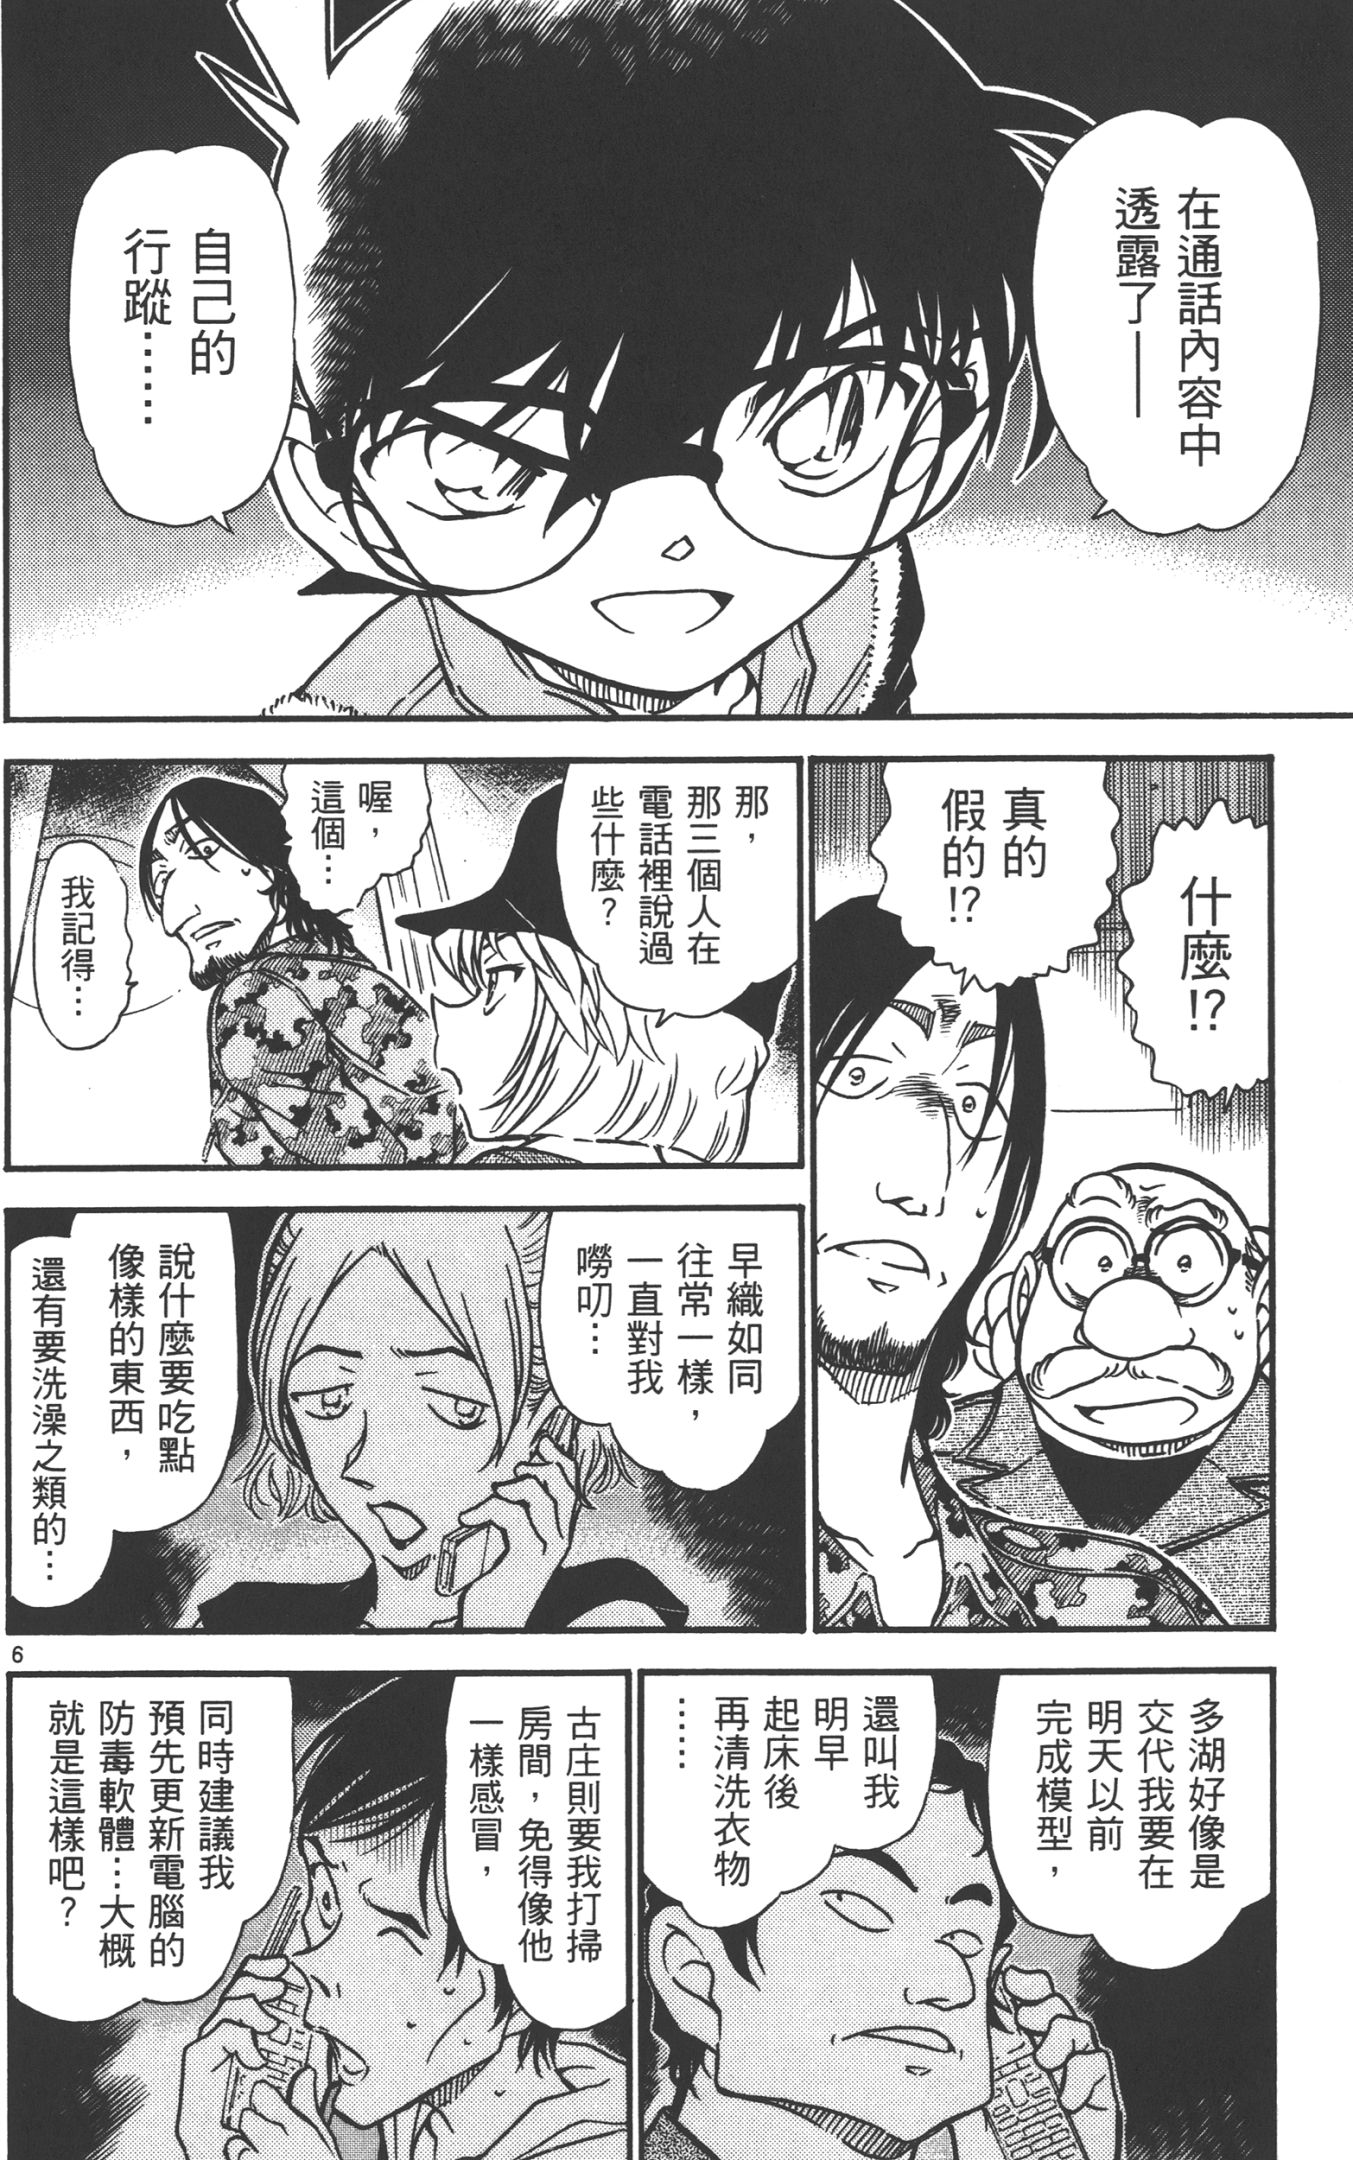 在通話內容中
透露了——
自己的
行蹤……
什麼!?
真的
假的!?
那，
那三個人在
電話裡說過
些什麼？
喔，
這個…
我記得…
早織如同
往常一樣，
一直對我
嘮叨…
說什麼要吃點
像樣的東西，
還有要洗澡之類的…
多湖好像是
交代我要在
明天以前
完成模型，
還叫我
明早
起床後
再清洗衣物
……
古庄則要我打掃
房間，免得像他
一樣感冒，
同時建議我
預先更新電腦的
防毒軟體…大概
就是這樣吧？
6